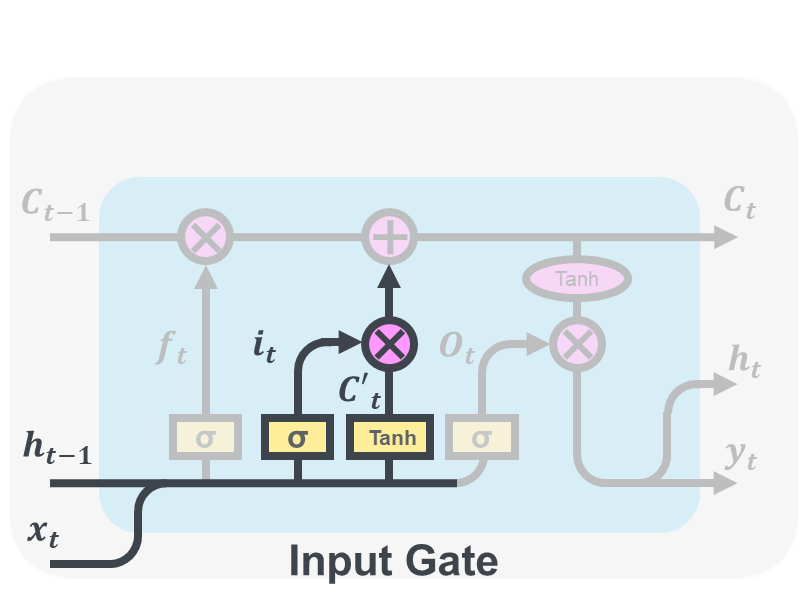 C_{t-1}
C_t
Tanh
f_t
i_t
O_t
h_t
C'_t
σ
σ
Tanh
σ
h_{t-1}
y_t
x_t
Input Gate